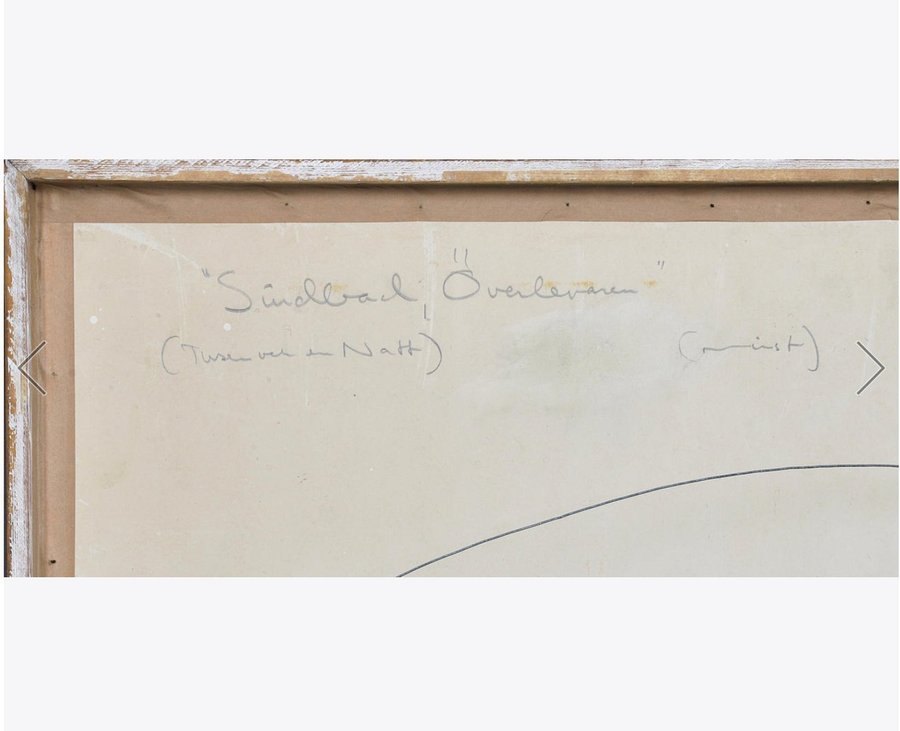 "Sindbad, Överlevaren"
(Tusen och en Natt)